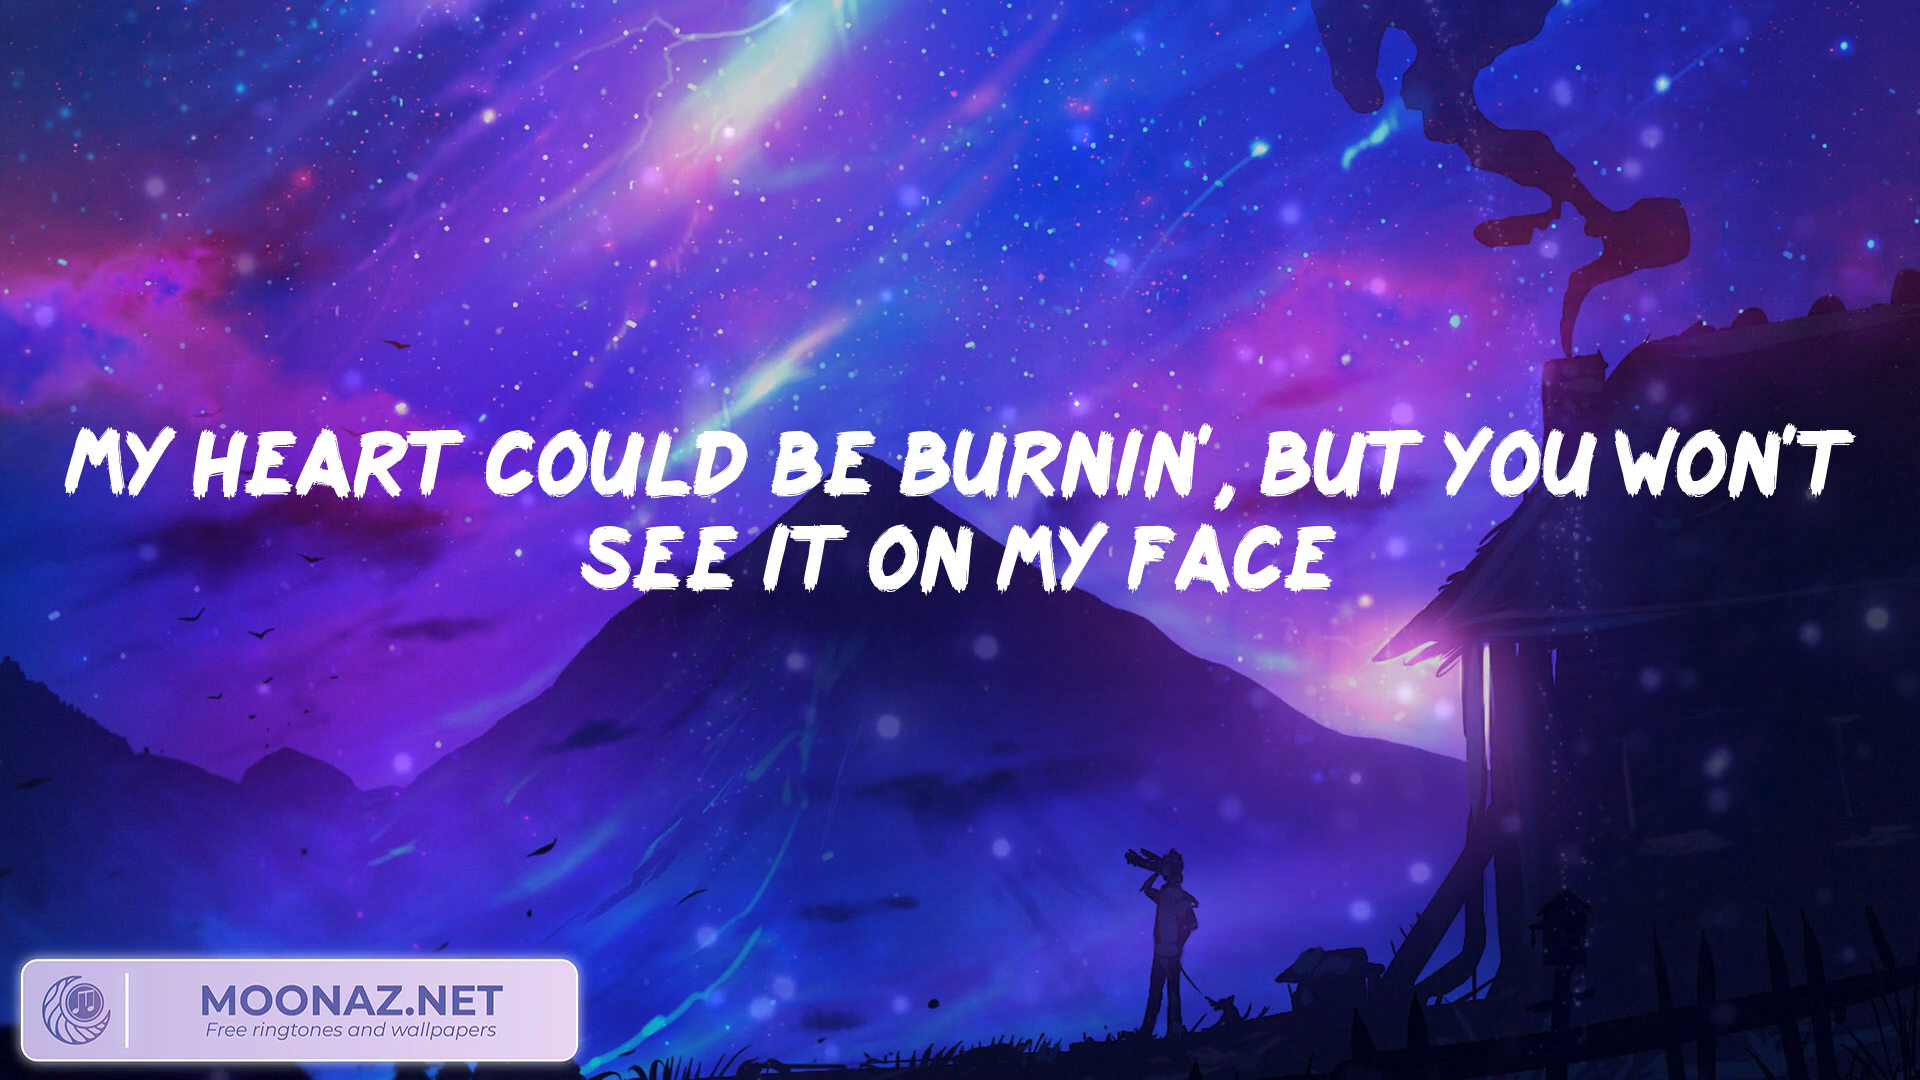 MY HEART COULD BE BURNIN', BUT YOU WON'T
SEE IT ON MY FACE
MOONAZ.NET
Free ringtones and wallpapers